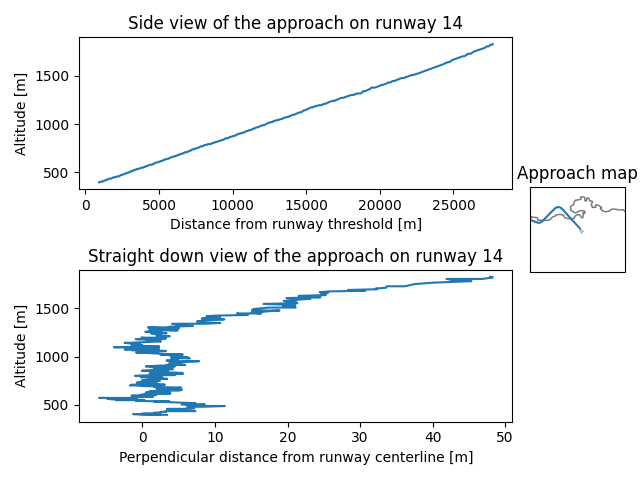 Side view of the approach on runway 14
Altitude [m]
1500
1000
500
0
5000
10000
15000
20000
25000
Distance from runway threshold [m]
Approach map
Straight down view of the approach on runway 14
Altitude [m]
1500
1000
500
0
10
20
30
40
50
Perpendicular distance from runway centerline [m]